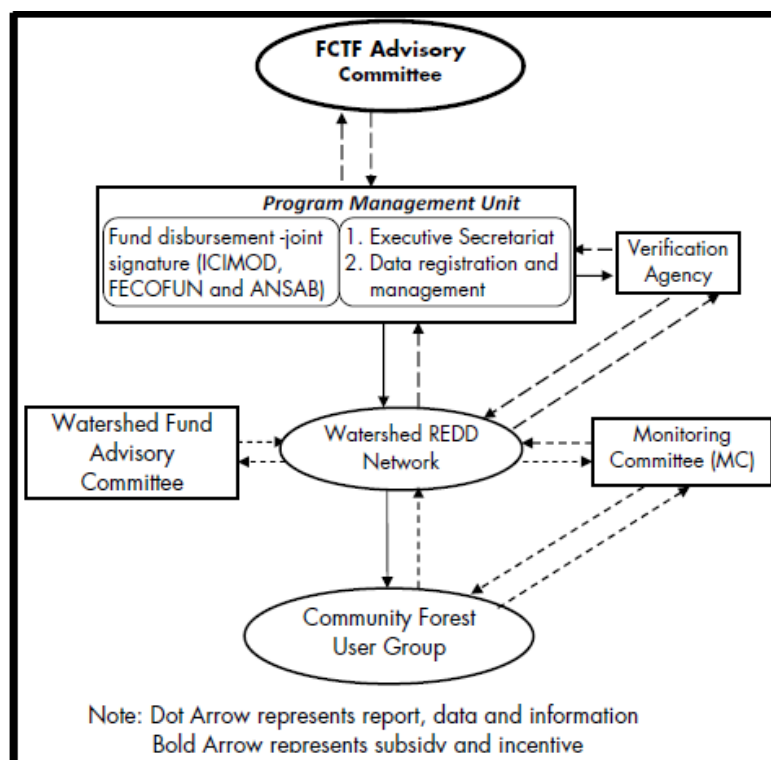 FCTF Advisory
Committee
Program Management Unit
Fund disbursement -joint
signature (ICIMOD,
FECOFUN and ANSAB)
1. Executive Secretariat
2. Data registration and
management
Verification
Agency
Watershed Fund
Advisory
Committee
Watershed REDD
Network
Monitoring
Committee (MC)
Community Forest
User Group
Note: Dot Arrow represents report, data and information
Bold Arrow represents subsidy and incentive